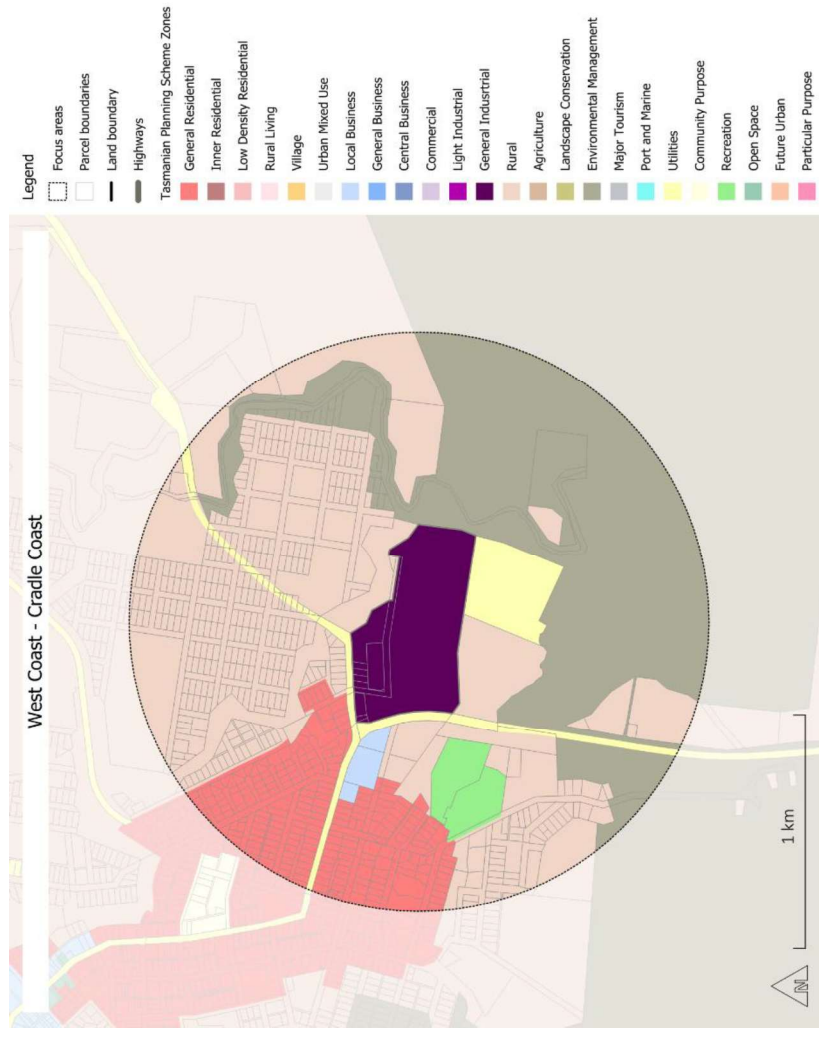 West Coast - Cradle Coast
Legend
Focus areas
Parcel boundaries
Land boundary
Highways
Tasmanian Planning Scheme Zones
General Residential
Inner Residential
Low Density Residential
Rural Living
Village
Urban Mixed Use
Local Business
General Business
Central Business
Commercial
Light Industrial
General Indusrtrial
Rural
Agriculture
Landscape Conservation
Environmental Management
Major Tourism
Port and Marine
Utilities
Community Purpose
Recreation
Open Space
Future Urban
Particular Purpose
N
1 km